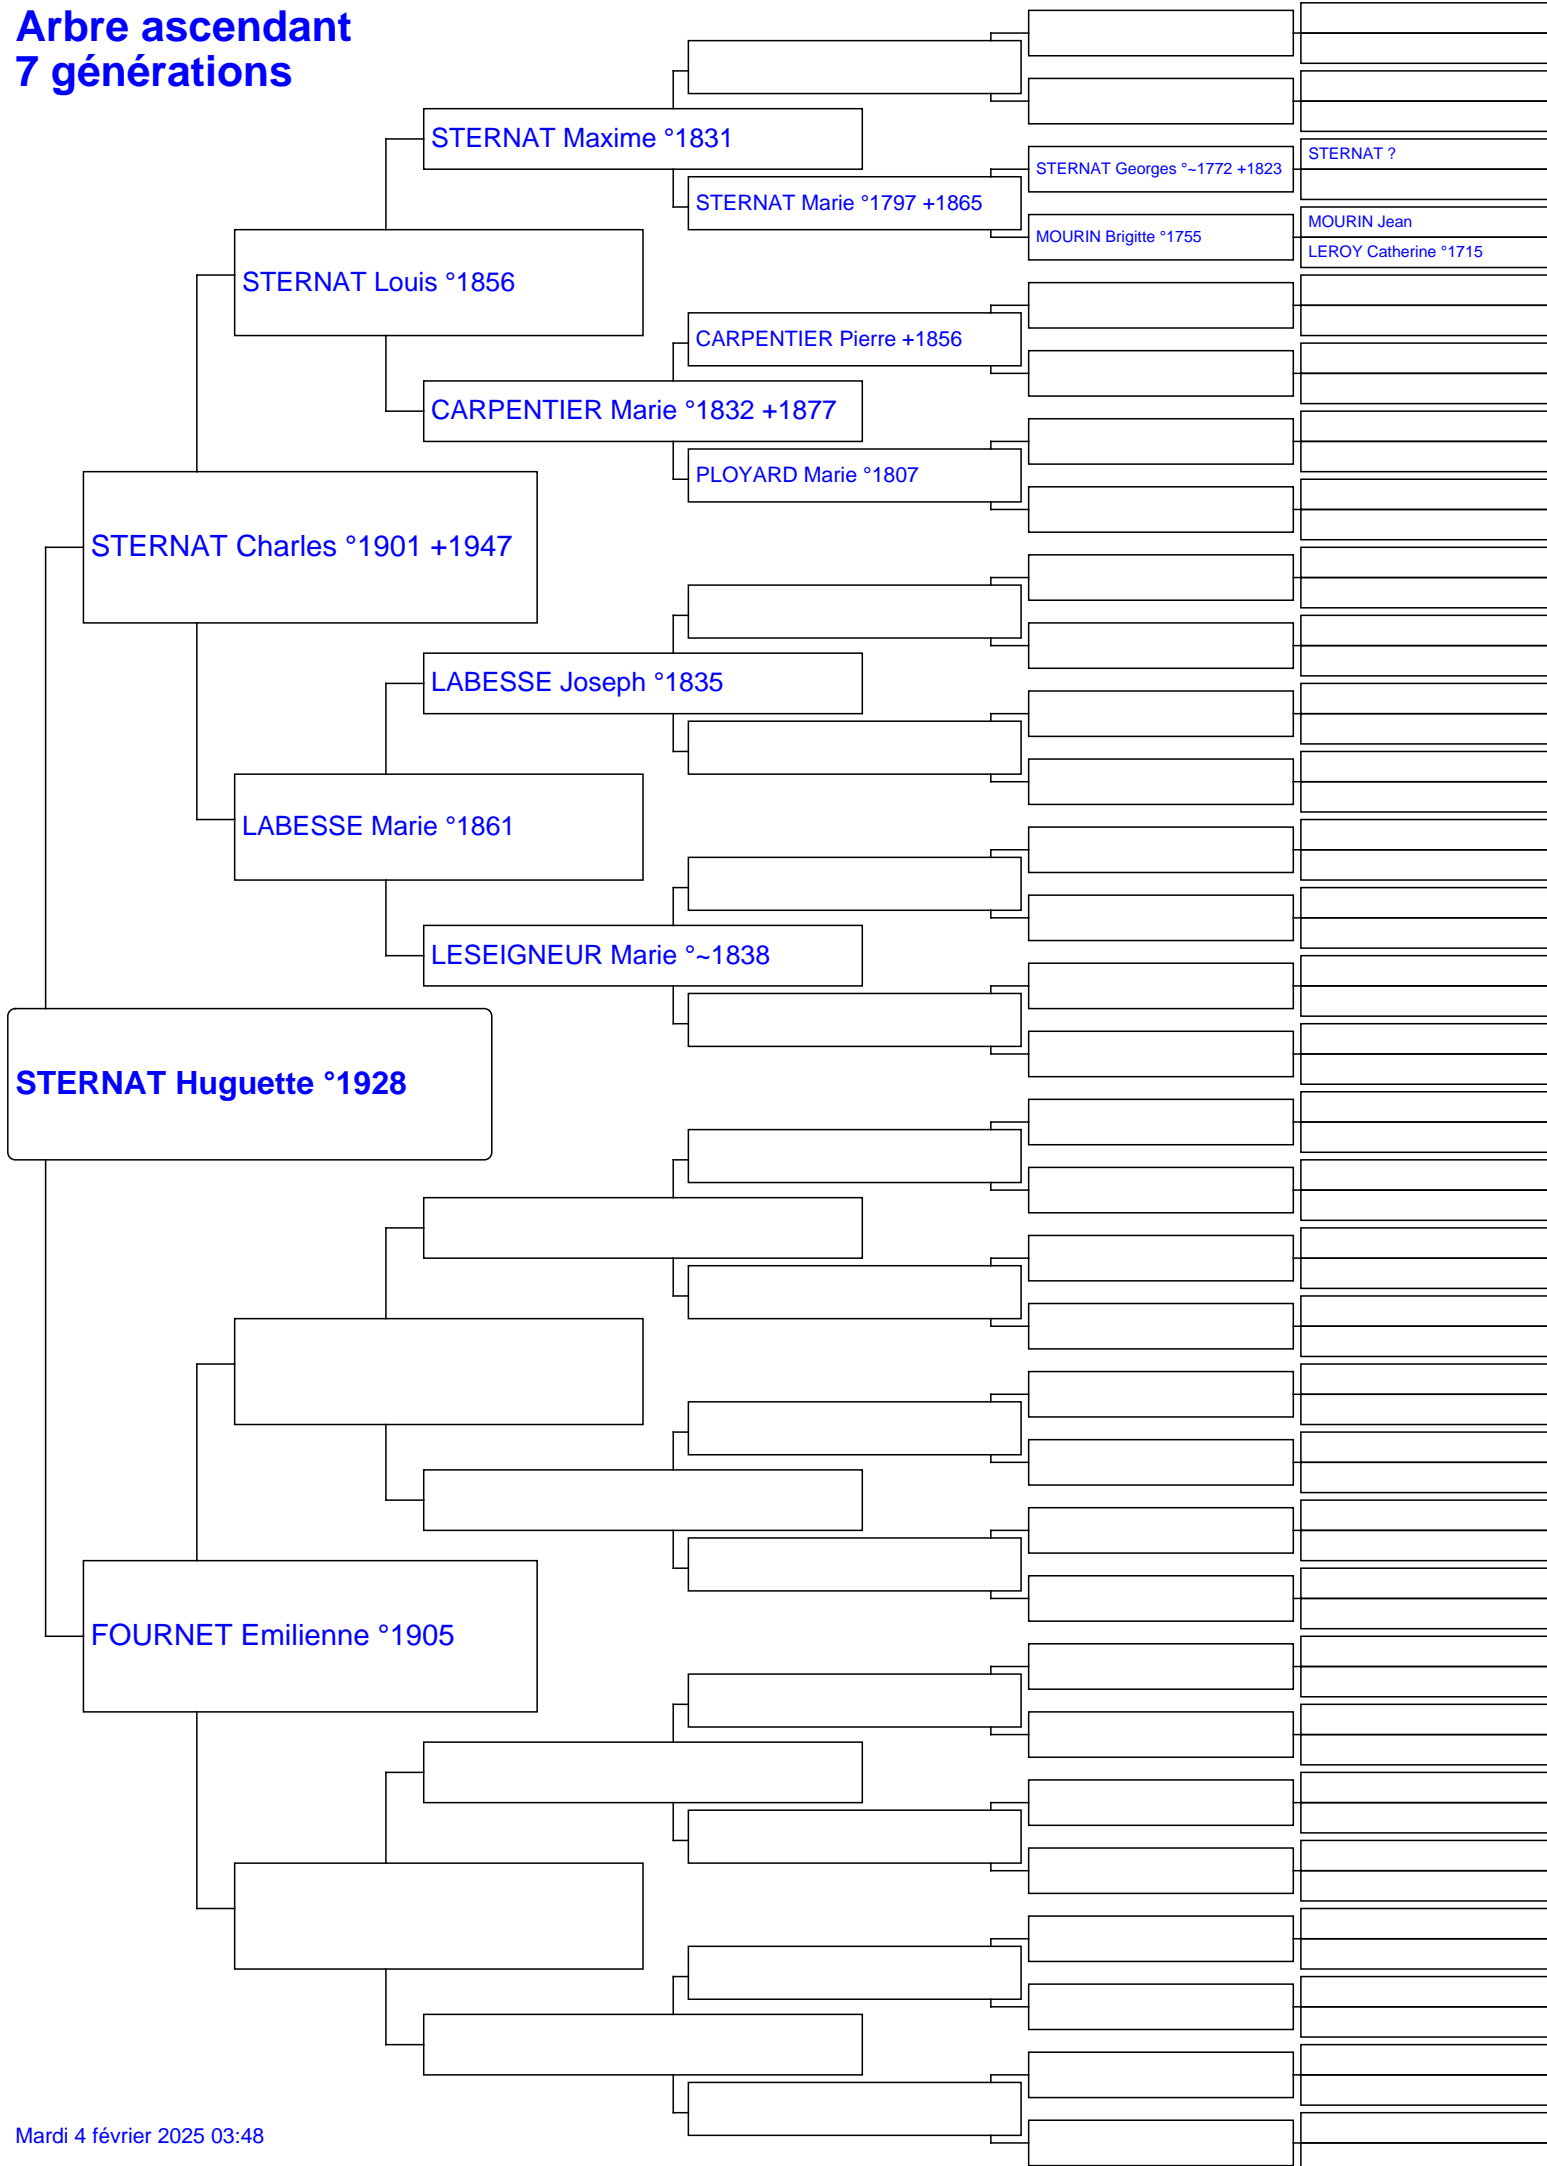 Arbre ascendant
7 générations
STERNAT Maxime °1831
STERNAT Georges °~1772 +1823
STERNAT ?
STERNAT Marie °1797 +1865
MOURIN Brigitte °1755
MOURIN Jean
LEROY Catherine °1715
STERNAT Louis °1856
CARPENTIER Pierre +1856
CARPENTIER Marie °1832 +1877
PLOYARD Marie °1807
STERNAT Charles °1901 +1947
LABESSE Joseph °1835
LABESSE Marie °1861
LESEIGNEUR Marie °~1838
STERNAT Huguette °1928
FOURNET Emilienne °1905
Mardi 4 février 2025 03:48